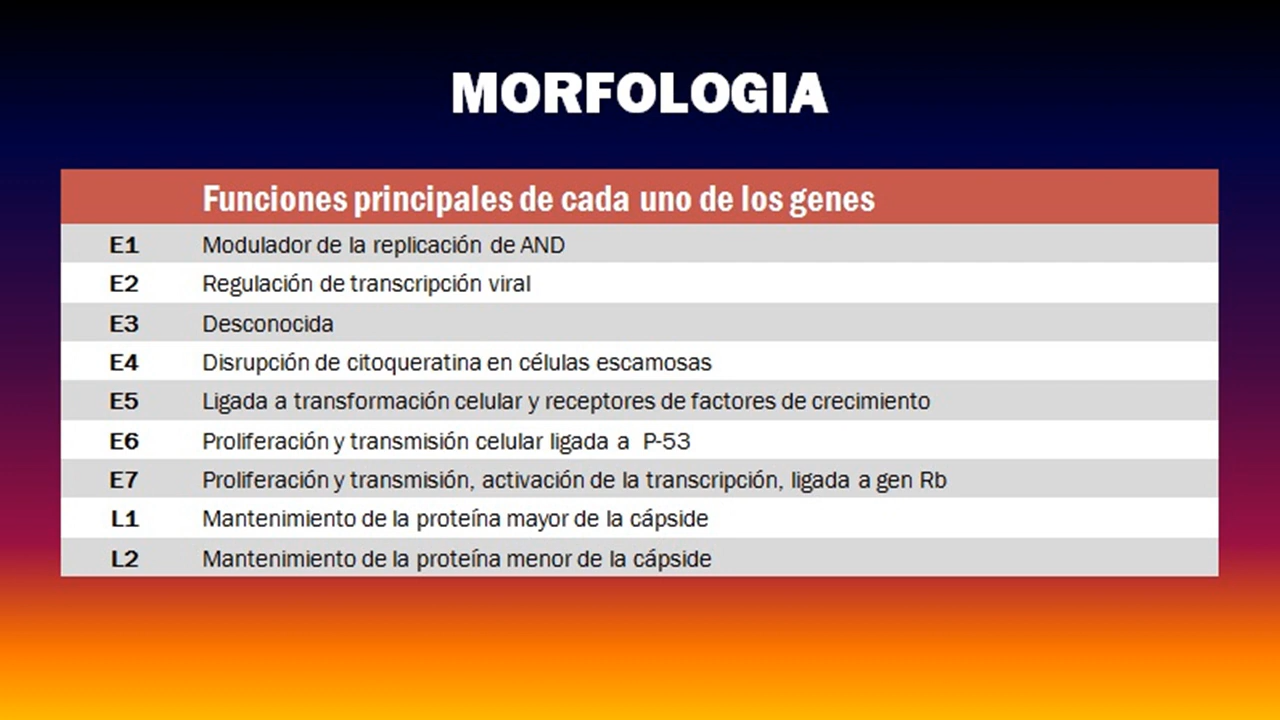 MORFOLOGIA
Funciones principales de cada uno de los genes
E1 Modulador de la replicación de AND
E2 Regulación de transcripción viral
E3 Desconocida
E4 Disrupción de citoqueratina en células escamosas
E5 Ligada a transformación celular y receptores de factores de crecimiento
E6 Proliferación y transmisión celular ligada a P-53
E7 Proliferación y transmisión, activación de la transcripción, ligada a gen Rb
L1 Mantenimiento de la proteína mayor de la cápside
L2 Mantenimiento de la proteína menor de la cápside